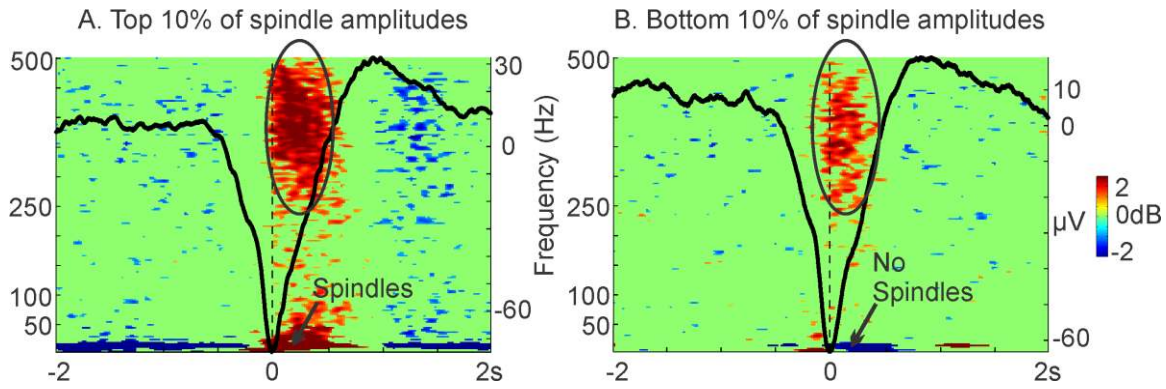 A. Top 10% of spindle amplitudes
B. Bottom 10% of spindle amplitudes
500
250
100
50
30
0
-60
Spindles
-2
0
2s
Frequency (Hz)
500
250
100
50
10
0
µV
-60
No
Spindles
-2
0
2s
2
0dB
-2